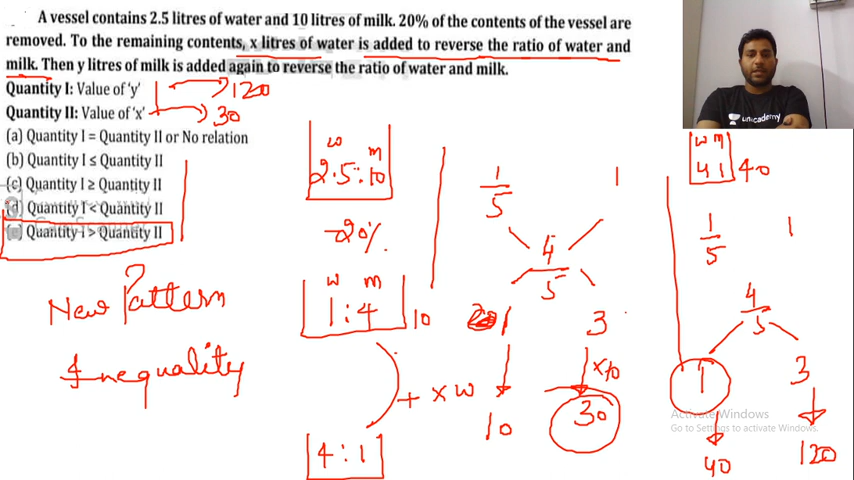 A vessel contains 2.5 litres of water and 10 litres of milk. 20% of the contents of the vessel are
removed. To the remaining contents, x litres of water is added to reverse the ratio of water and
milk. Then y litres of milk is added again to reverse the ratio of water and milk.
Quantity I: Value of 'y'
120
Quantity II: Value of 'x'
30
(a) Quantity I = Quantity II or No relation
(b) Quantity I ≤ Quantity II
(c) Quantity I ≥ Quantity II
(d) Quantity I < Quantity II
(e) Quantity I > Quantity II
New Pattern
Inequality
w m
2.5:10
20%
w m
1:4 10
+ x w
4:1
1/5 1
4/5
1 3
x10
10 30
w m
4 1 40
1/5 1
4/5
1 3
40 120
unacademy
Activate Windows
Go to Settings to activate Windows.